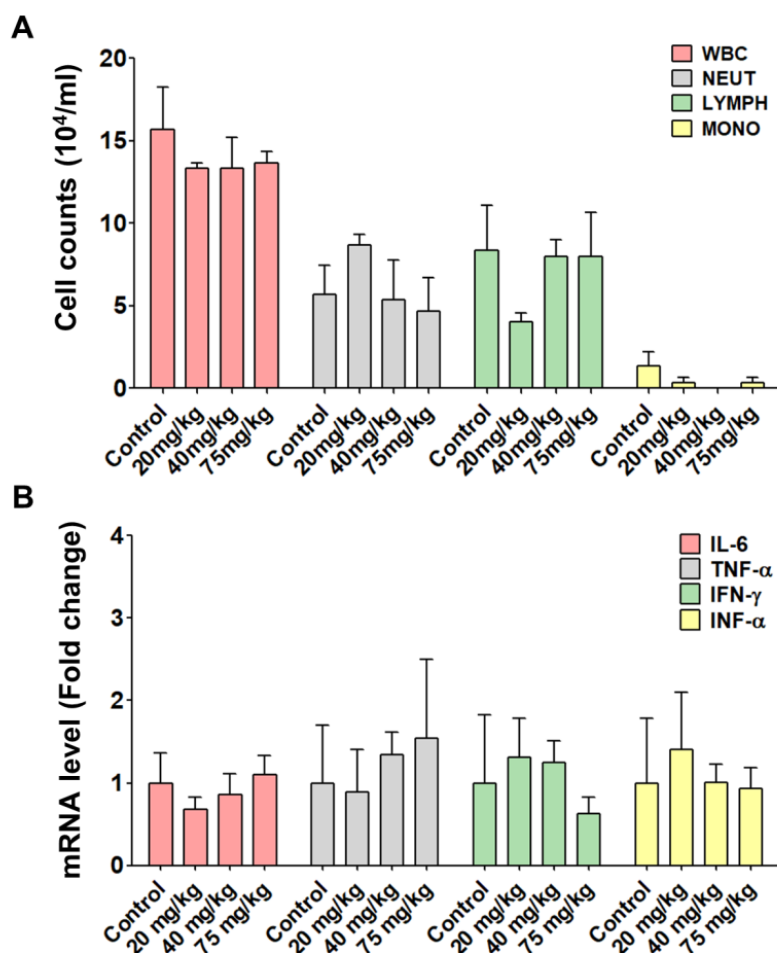 A
Cell counts (10⁴/ml)
20
15
10
5
0
WBC
NEUT
LYMPH
MONO
Control
20mg/kg
40mg/kg
75mg/kg
Control
20mg/kg
40mg/kg
75mg/kg
Control
20mg/kg
40mg/kg
75mg/kg
Control
20mg/kg
40mg/kg
75mg/kg
B
mRNA level (Fold change)
4
3
2
1
0
IL-6
TNF-α
IFN-γ
INF-α
Control
20 mg/kg
40 mg/kg
75 mg/kg
Control
20 mg/kg
40 mg/kg
75 mg/kg
Control
20 mg/kg
40 mg/kg
75 mg/kg
Control
20 mg/kg
40 mg/kg
75 mg/kg